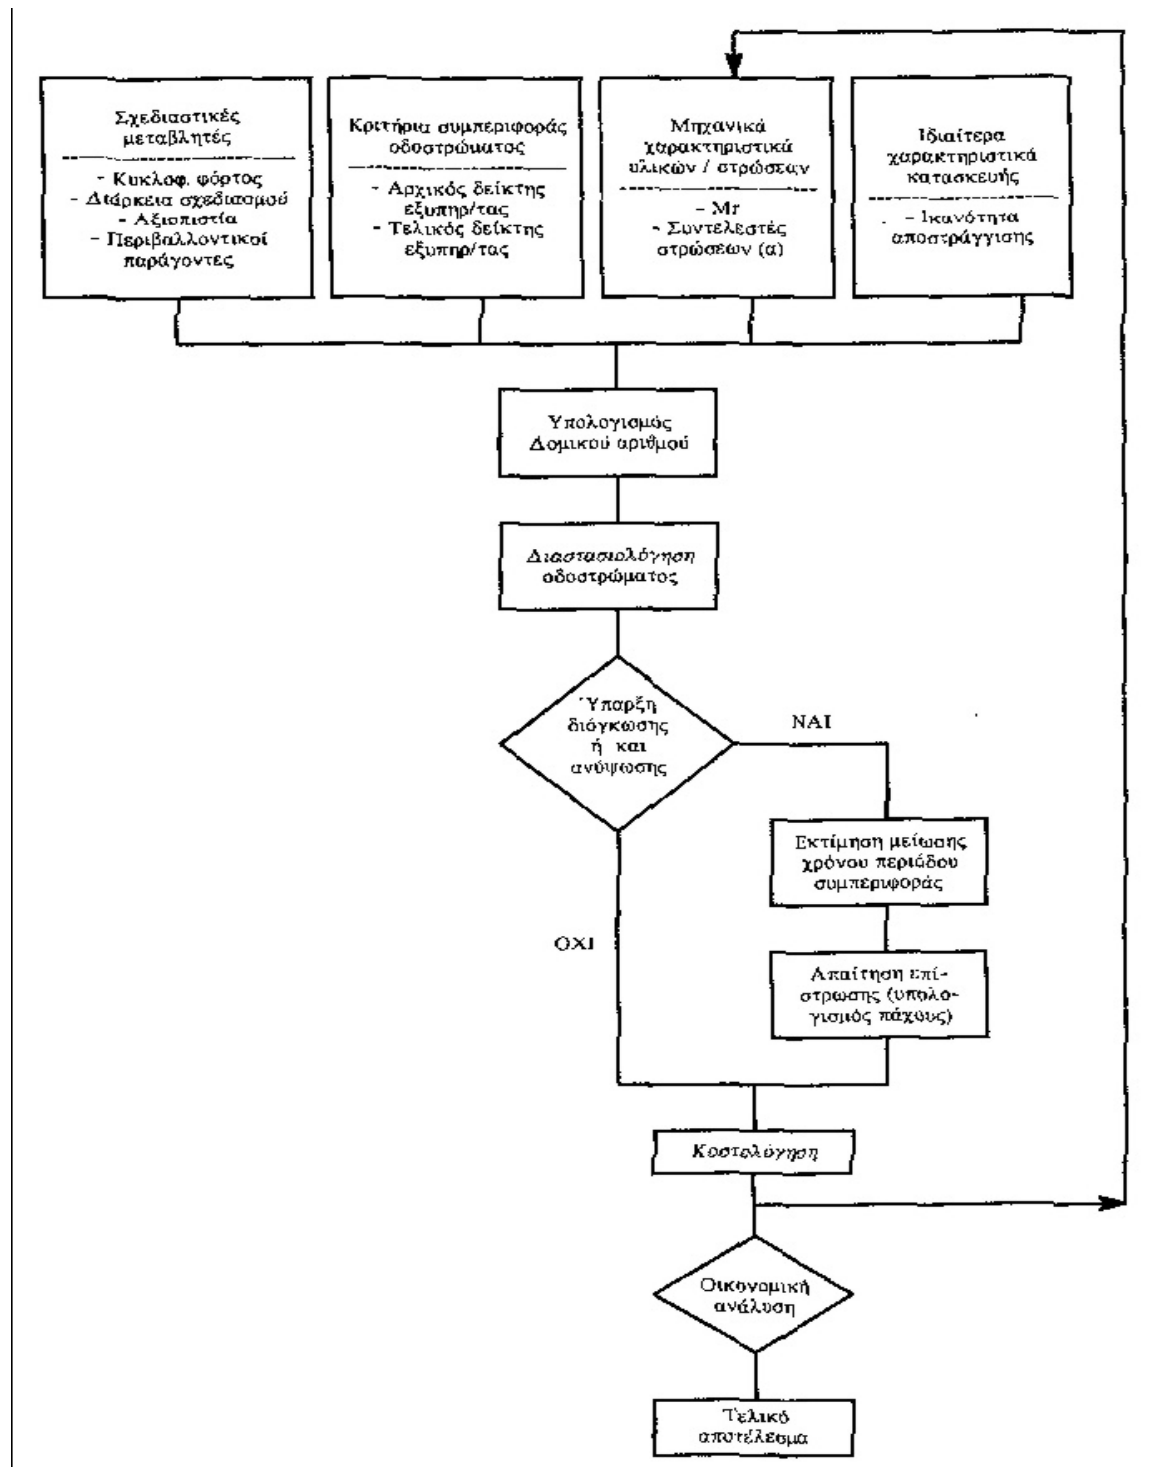 Σχεδιαστικές
μεταβλητές
- Κυκλοφ. φόρτος
- Διάρκεια σχεδιασμού
- Αξιοπιστία
- Περιβαλλοντικοί
παράγοντες
Κριτήρια συμπεριφοράς
οδοστρώματος
- Αρχικός δείκτης
εξυπηρ/τας
- Τελικός δείκτης
εξυπηρ/τας
Μηχανικά
χαρακτηριστικά
υλικών / στρώσεων
- Mr
- Συντελεστές
στρώσεων (α)
Ιδιαίτερα
χαρακτηριστικά
κατασκευής
- Ικανότητα
αποστράγγισης
Υπολογισμός
Δομικού αριθμού
Διαστασιολόγηση
οδοστρώματος
Ύπαρξη
διόγκωσης
ή και
ανύψωσης
ΝΑΙ
Εκτίμηση μείωσης
χρόνου περιόδου
συμπεριφοράς
ΟΧΙ
Απαίτηση επί-
στρωσης (υπολο-
γισμός πάχους)
Κοστολόγηση
Οικονομική
ανάλυση
Τελικό
αποτέλεσμα